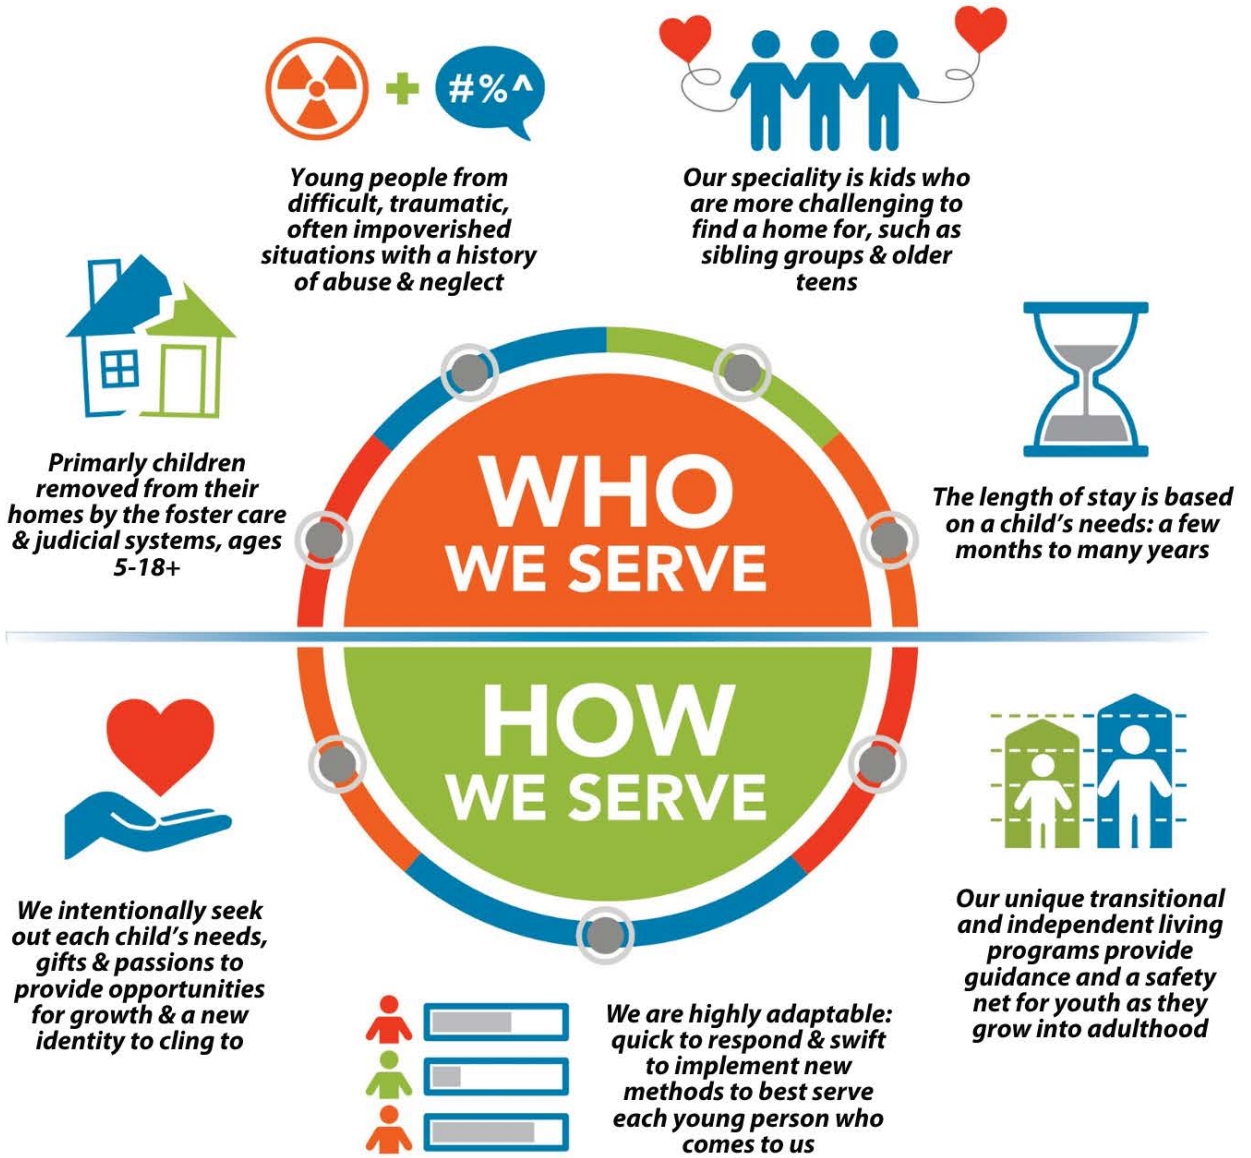 #%^
Young people from
difficult, traumatic,
often impoverished
situations with a history
of abuse & neglect
Our speciality is kids who
are more challenging to
find a home for, such as
sibling groups & older
teens
Primarly children
removed from their
homes by the foster care
& judicial systems, ages
5-18+
The length of stay is based
on a child's needs: a few
months to many years
WHO
WE SERVE
HOW
WE SERVE
We intentionally seek
out each child's needs,
gifts & passions to
provide opportunities
for growth & a new
identity to cling to
We are highly adaptable:
quick to respond & swift
to implement new
methods to best serve
each young person who
comes to us
Our unique transitional
and independent living
programs provide
guidance and a safety
net for youth as they
grow into adulthood